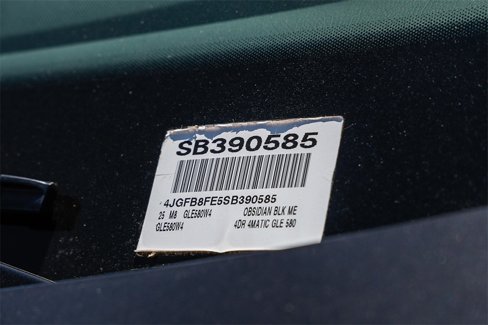 SB390585
4JGFB8FE5SB390585
25 M8 GLE580W4 OBSIDIAN BLK ME
GLE580W4 4DR 4MATIC GLE 580